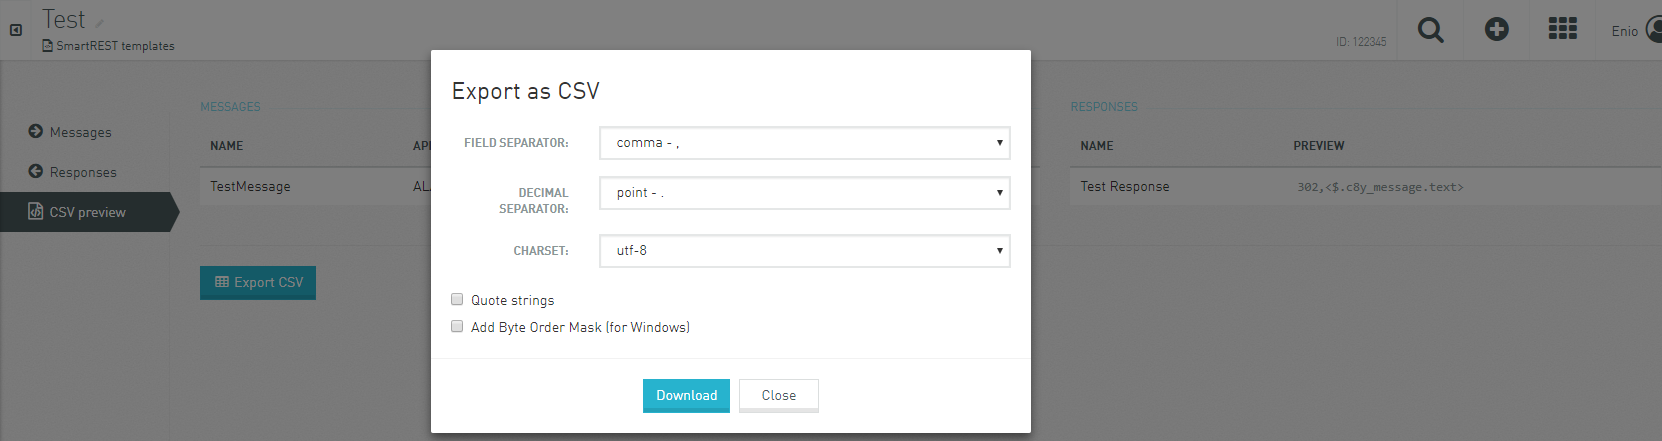 Test
SmartREST templates
ID: 122345
Enio
Messages
Responses
CSV preview
MESSAGES
NAME
TestMessage
Export CSV
Export as CSV
FIELD SEPARATOR:
comma - ,
DECIMAL
SEPARATOR:
point - .
CHARSET:
utf-8
Quote strings
Add Byte Order Mask (for Windows)
Download
Close
RESPONSES
NAME PREVIEW
Test Response 302,<$.c8y_message.text>